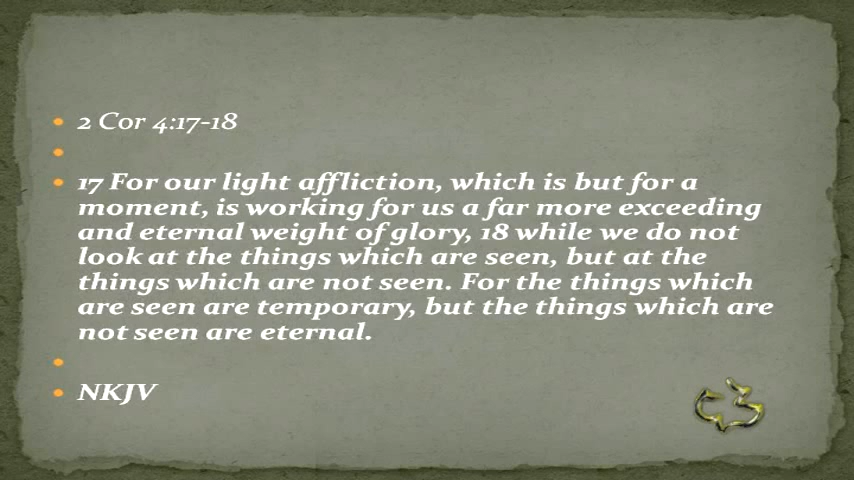 2 Cor 4:17-18
17 For our light affliction, which is but for a
moment, is working for us a far more exceeding
and eternal weight of glory, 18 while we do not
look at the things which are seen, but at the
things which are not seen. For the things which
are seen are temporary, but the things which are
not seen are eternal.
NKJV